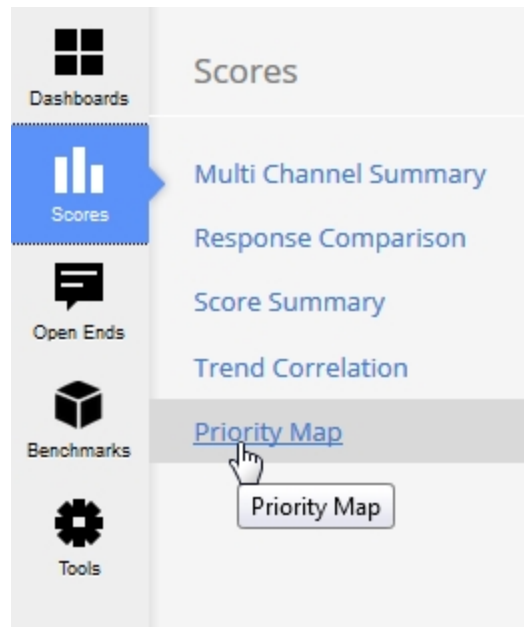 Dashboards
Scores
Open Ends
Benchmarks
Tools
Scores
Multi Channel Summary
Response Comparison
Score Summary
Trend Correlation
Priority Map
Priority Map